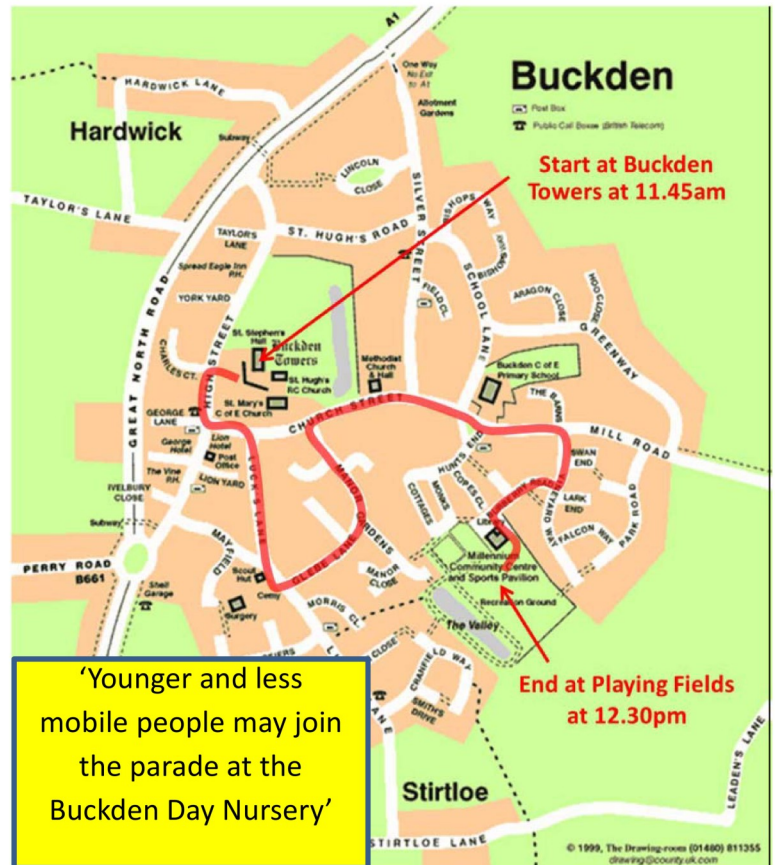 A1
Buckden
Post Box
Public Call Boxes (British Telecom)
One Way
No Exit
to A1
Allotment
Gardens
HARDWICK LANE
Hardwick
Subway
LINCOLN
CLOSE
SILVER STREET
Start at Buckden
Towers at 11.45am
TAYLOR'S LANE
TAYLOR'S
LANE
ST. HUGH'S ROAD
BISHOPS WAY
SCHOOL LANE
Spread Eagle Inn
P.H.
YORK YARD
FIELD CL.
ARAGON CLOSE
GREENWAY
GREAT NORTH ROAD
HIGH STREET
CHARLES CT.
St. Stephen's
Hall
Buckden
Towers
St. Hugh's
RC Church
St. Mary's
C of E Church
Methodist
Church
& Hall
Buckden C of E
Primary School
CHURCH STREET
THE BARNS
MILL ROAD
GEORGE
LANE
George
Hotel
Lion
Hotel
Post
Office
The Vine
P.H.
LION YARD
IVELBURY
CLOSE
LUCK'S LANE
MANOR GARDENS
HUNTS END
COPES CL.
MONKS
COTTAGES
SWAN
END
LARK
END
VINEYARD WAY
FALCON WAY
PARK ROAD
Subway
PERRY ROAD
B661
Shell
Garage
MAYFIELD
Scout
Hut
Surgery
Cemy
GLEBE LANE
MANOR
CLOSE
MORRIS CL.
Library
Millennium
Community Centre
and Sports Pavilion
Recreation Ground
The Valley
CLOSE
CRANFIELD WAY
SMITH'S
DRIVE
LANE
End at Playing Fields
at 12.30pm
'Younger and less
mobile people may join
the parade at the
Buckden Day Nursery'
Stirtloe
STIRTLOE LANE
LEADEN'S LANE
© 1999, The Drawing-room (01480) 811355
drawing@county.uk.com